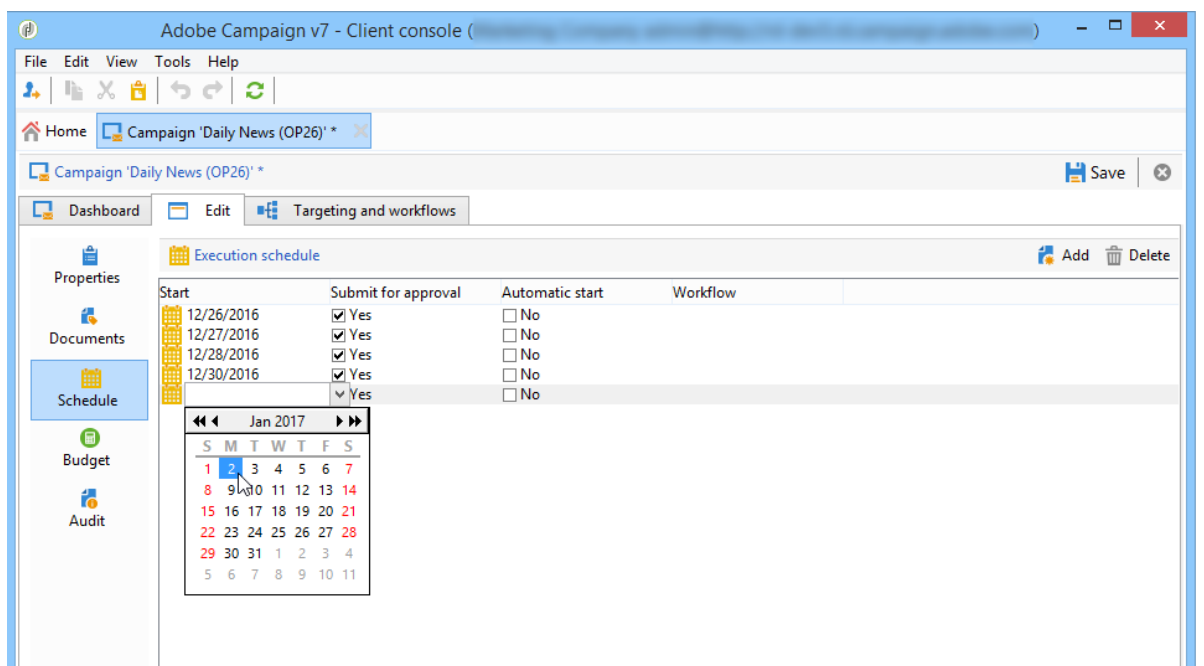 Adobe Campaign v7 - Client console ( )
File Edit View Tools Help
Home Campaign 'Daily News (OP26)' *
Campaign 'Daily News (OP26)' * Save
Dashboard Edit Targeting and workflows
Execution schedule Add Delete
Properties
Documents
Schedule
Budget
Audit
Start Submit for approval Automatic start Workflow
12/26/2016 Yes No
12/27/2016 Yes No
12/28/2016 Yes No
12/30/2016 Yes No
Yes No
Jan 2017
S M T W T F S
1 2 3 4 5 6 7
8 9 10 11 12 13 14
15 16 17 18 19 20 21
22 23 24 25 26 27 28
29 30 31 1 2 3 4
5 6 7 8 9 10 11